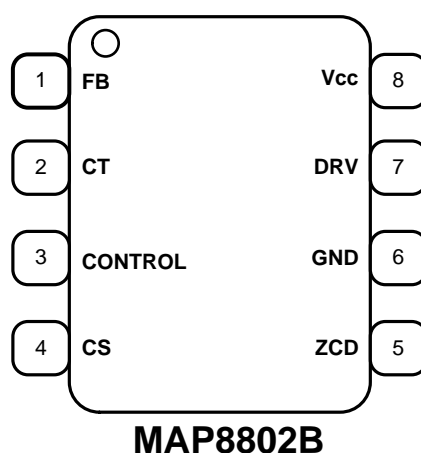 1 FB Vcc 8
2 CT DRV 7
3 CONTROL GND 6
4 CS ZCD 5
MAP8802B